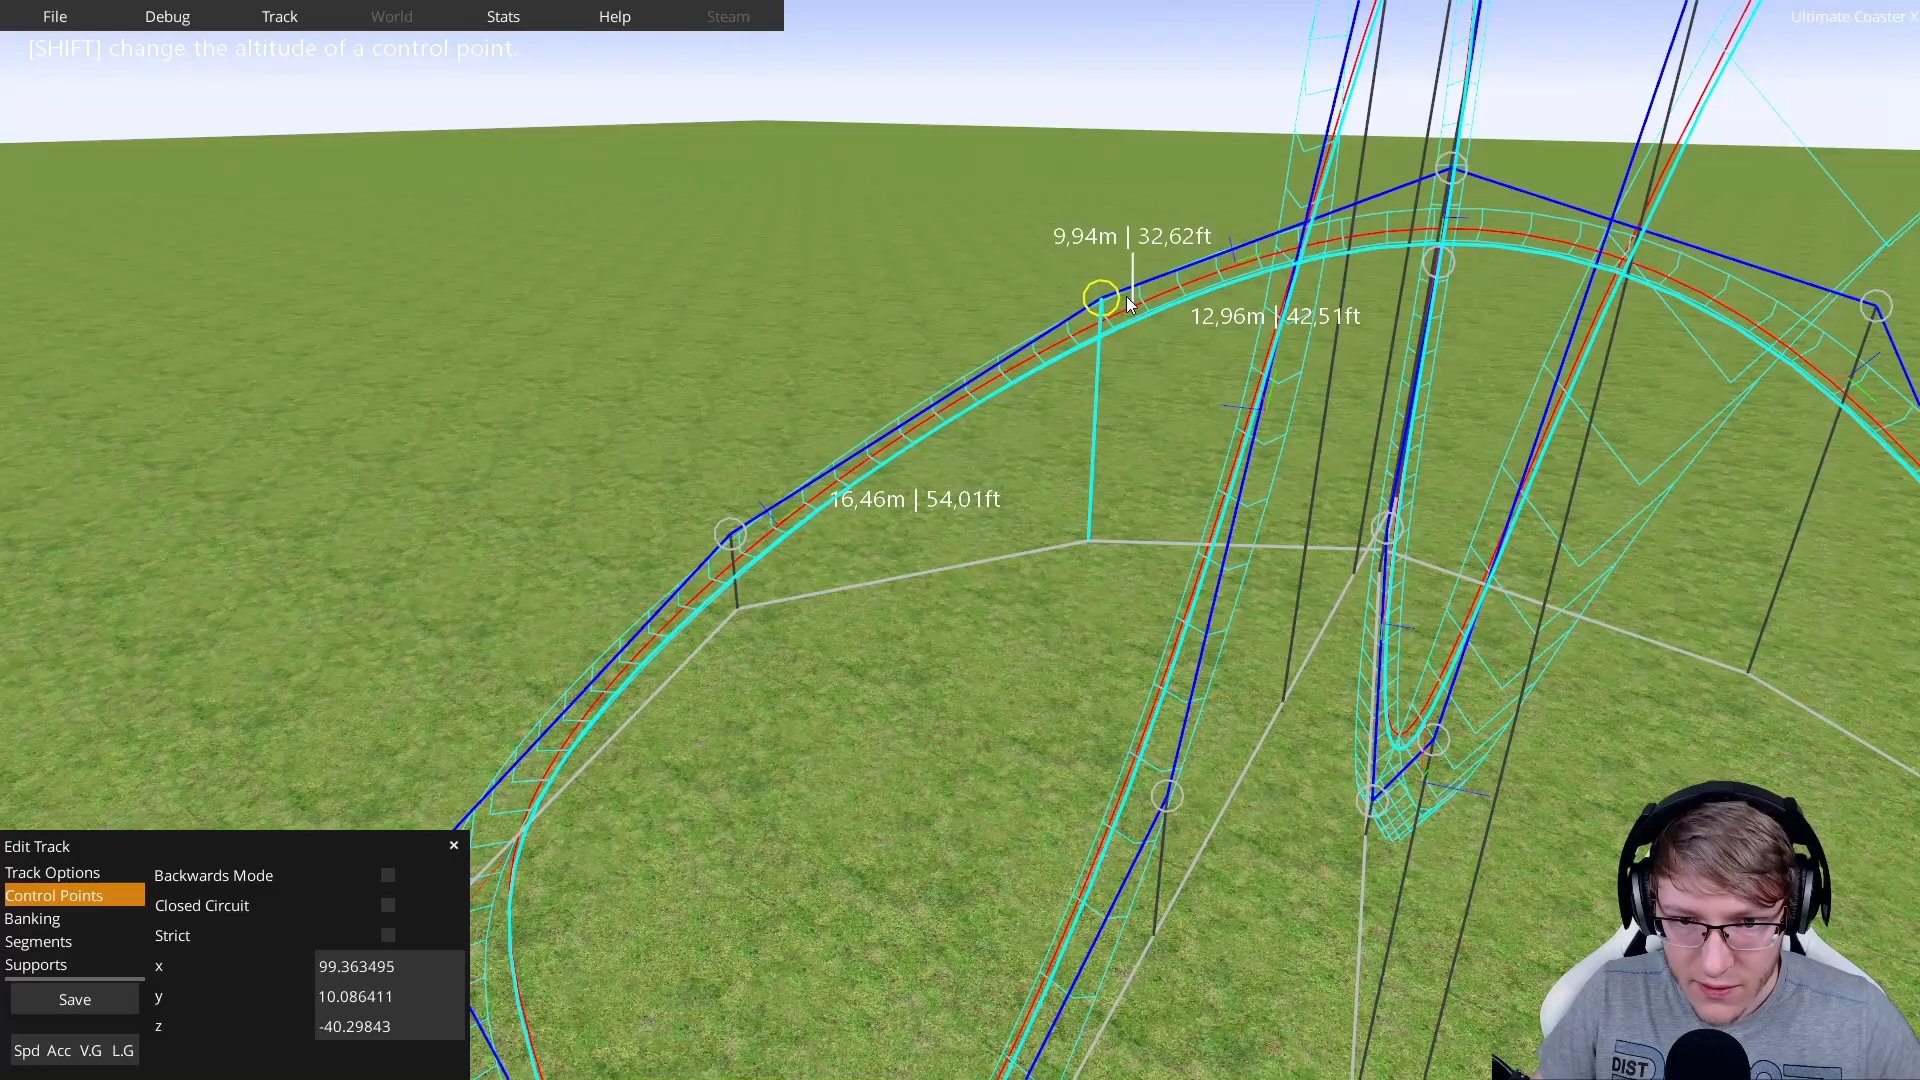 File Debug Track World Stats Help Steam
Ultimate Coaster X
[SHIFT] change the altitude of a control point.
9,94m | 32,62ft
12,96m | 42,51ft
16,46m | 54,01ft
Edit Track
×
Track Options
Control Points
Banking
Segments
Supports
Save
Spd Acc V.G L.G
Backwards Mode
Closed Circuit
Strict
x 99.363495
y 10.086411
z -40.29843
DIST